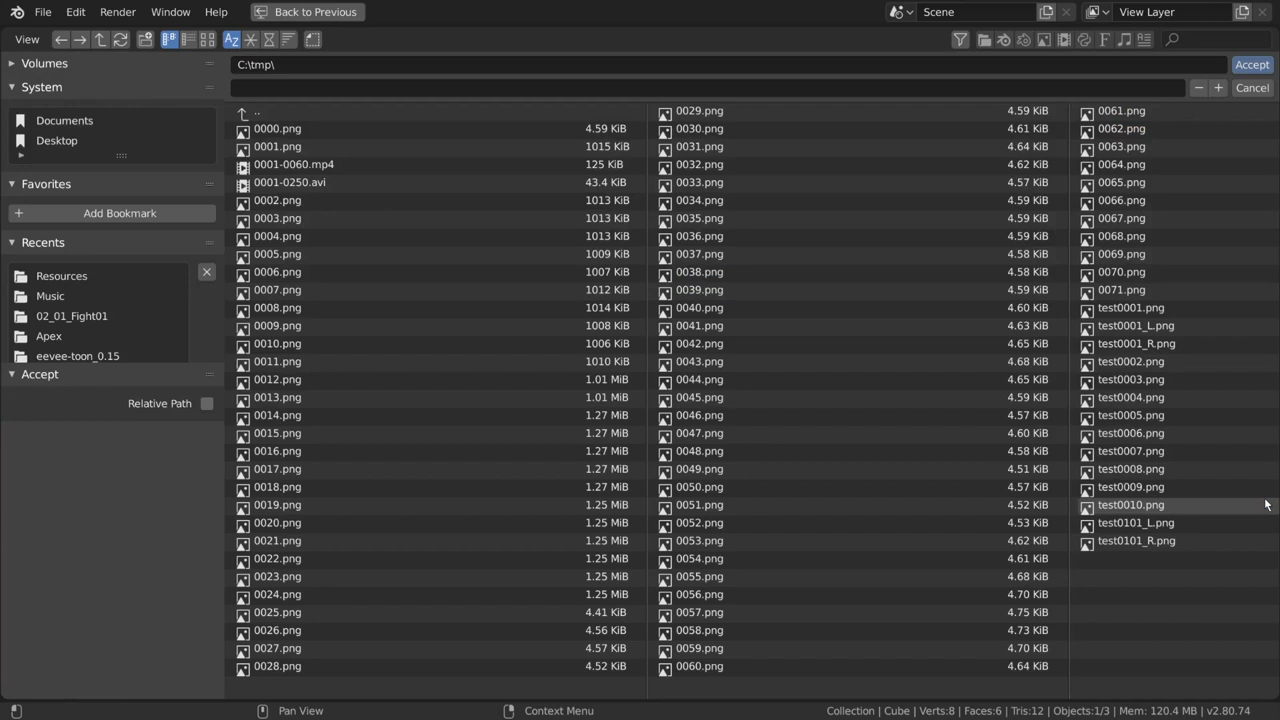 File Edit Render Window Help Back to Previous Scene View Layer
View
Volumes
System
Documents
Desktop
Favorites
Add Bookmark
Recents
Resources
Music
02_01_Fight01
Apex
eevee-toon_0.15
Accept
Relative Path
C:\tmp\ Accept
Cancel
..
0000.png 4.59 KiB
0001.png 1015 KiB
0001-0060.mp4 125 KiB
0001-0250.avi 43.4 KiB
0002.png 1013 KiB
0003.png 1013 KiB
0004.png 1013 KiB
0005.png 1009 KiB
0006.png 1007 KiB
0007.png 1012 KiB
0008.png 1014 KiB
0009.png 1008 KiB
0010.png 1006 KiB
0011.png 1010 KiB
0012.png 1.01 MiB
0013.png 1.01 MiB
0014.png 1.27 MiB
0015.png 1.27 MiB
0016.png 1.27 MiB
0017.png 1.27 MiB
0018.png 1.27 MiB
0019.png 1.25 MiB
0020.png 1.25 MiB
0021.png 1.25 MiB
0022.png 1.25 MiB
0023.png 1.25 MiB
0024.png 1.25 MiB
0025.png 4.41 KiB
0026.png 4.56 KiB
0027.png 4.57 KiB
0028.png 4.52 KiB
0029.png 4.59 KiB
0030.png 4.61 KiB
0031.png 4.64 KiB
0032.png 4.62 KiB
0033.png 4.57 KiB
0034.png 4.59 KiB
0035.png 4.59 KiB
0036.png 4.59 KiB
0037.png 4.58 KiB
0038.png 4.58 KiB
0039.png 4.59 KiB
0040.png 4.60 KiB
0041.png 4.63 KiB
0042.png 4.65 KiB
0043.png 4.68 KiB
0044.png 4.65 KiB
0045.png 4.59 KiB
0046.png 4.57 KiB
0047.png 4.60 KiB
0048.png 4.58 KiB
0049.png 4.51 KiB
0050.png 4.57 KiB
0051.png 4.52 KiB
0052.png 4.53 KiB
0053.png 4.62 KiB
0054.png 4.61 KiB
0055.png 4.68 KiB
0056.png 4.70 KiB
0057.png 4.75 KiB
0058.png 4.73 KiB
0059.png 4.70 KiB
0060.png 4.64 KiB
0061.png
0062.png
0063.png
0064.png
0065.png
0066.png
0067.png
0068.png
0069.png
0070.png
0071.png
test0001.png
test0001_L.png
test0001_R.png
test0002.png
test0003.png
test0004.png
test0005.png
test0006.png
test0007.png
test0008.png
test0009.png
test0010.png
test0101_L.png
test0101_R.png
Pan View Context Menu Collection | Cube | Verts:8 | Faces:6 | Tris:12 | Objects:1/3 | Mem: 120.4 MB | v2.80.74